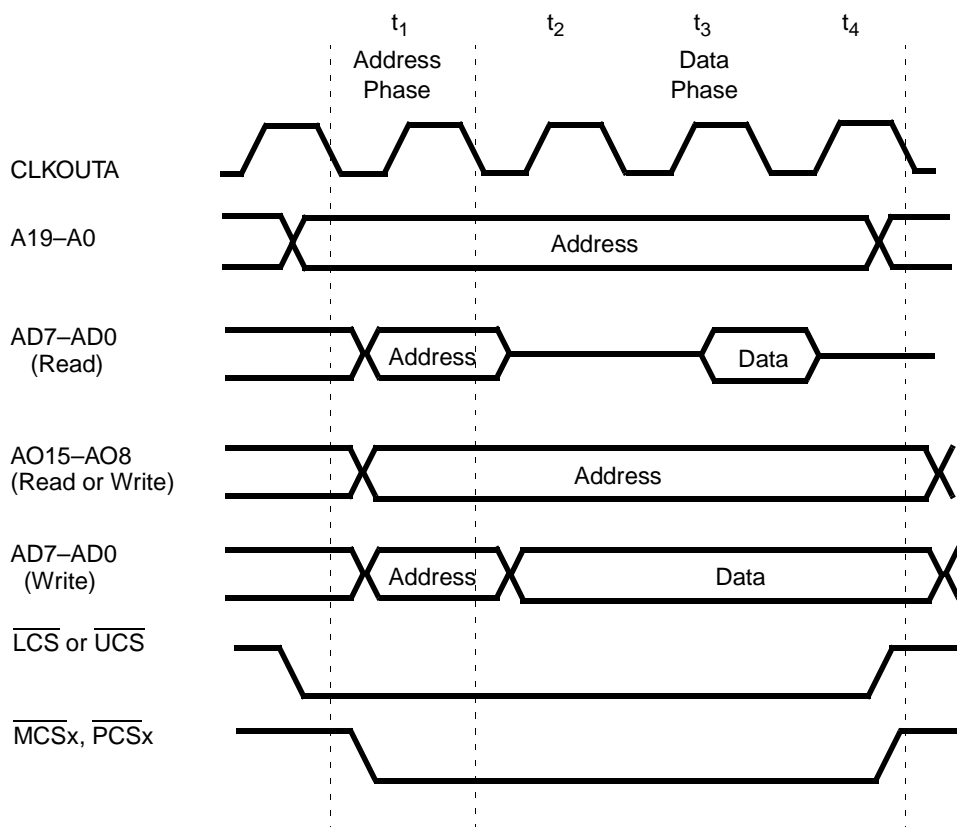 t1 t2 t3 t4
Address Phase
Data Phase
CLKOUTA
A19–A0
Address
AD7–AD0
(Read)
Address
Data
AO15–AO8
(Read or Write)
Address
AD7–AD0
(Write)
Address
Data
LCS or UCS
MCSx, PCSx